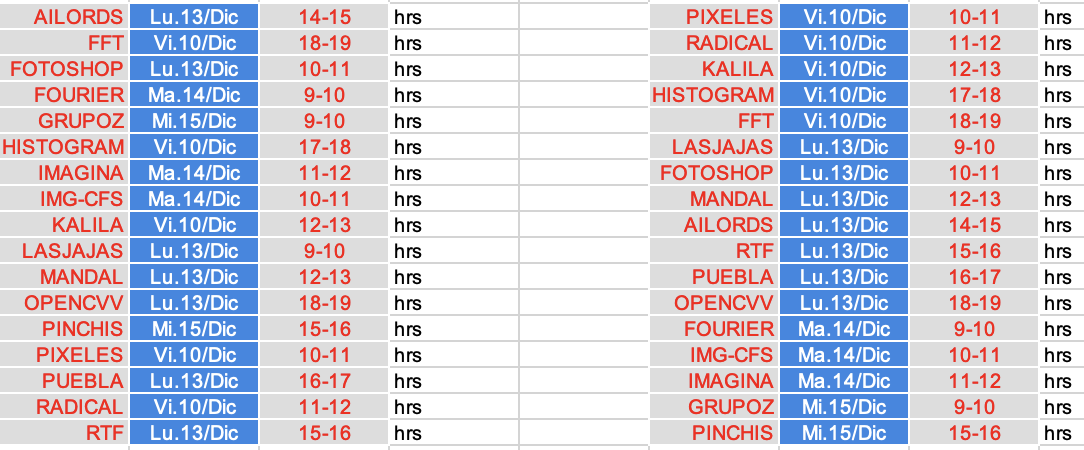 AILORDS Lu.13/Dic 14-15 hrs PIXELES Vi.10/Dic 10-11 hrs
FFT Vi.10/Dic 18-19 hrs RADICAL Vi.10/Dic 11-12 hrs
FOTOSHOP Lu.13/Dic 10-11 hrs KALILA Vi.10/Dic 12-13 hrs
FOURIER Ma.14/Dic 9-10 hrs HISTOGRAM Vi.10/Dic 17-18 hrs
GRUPOZ Mi.15/Dic 9-10 hrs FFT Vi.10/Dic 18-19 hrs
HISTOGRAM Vi.10/Dic 17-18 hrs LASJAJAS Lu.13/Dic 9-10 hrs
IMAGINA Ma.14/Dic 11-12 hrs FOTOSHOP Lu.13/Dic 10-11 hrs
IMG-CFS Ma.14/Dic 10-11 hrs MANDAL Lu.13/Dic 12-13 hrs
KALILA Vi.10/Dic 12-13 hrs AILORDS Lu.13/Dic 14-15 hrs
LASJAJAS Lu.13/Dic 9-10 hrs RTF Lu.13/Dic 15-16 hrs
MANDAL Lu.13/Dic 12-13 hrs PUEBLA Lu.13/Dic 16-17 hrs
OPENCVV Lu.13/Dic 18-19 hrs OPENCVV Lu.13/Dic 18-19 hrs
PINCHIS Mi.15/Dic 15-16 hrs FOURIER Ma.14/Dic 9-10 hrs
PIXELES Vi.10/Dic 10-11 hrs IMG-CFS Ma.14/Dic 10-11 hrs
PUEBLA Lu.13/Dic 16-17 hrs IMAGINA Ma.14/Dic 11-12 hrs
RADICAL Vi.10/Dic 11-12 hrs GRUPOZ Mi.15/Dic 9-10 hrs
RTF Lu.13/Dic 15-16 hrs PINCHIS Mi.15/Dic 15-16 hrs